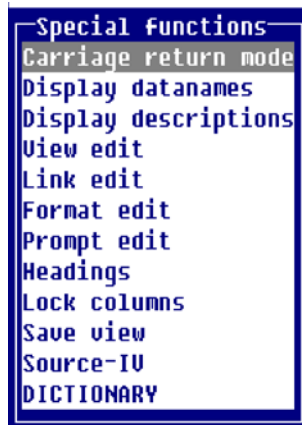 Special functions
Carriage return mode
Display datanames
Display descriptions
View edit
Link edit
Format edit
Prompt edit
Headings
Lock columns
Save view
Source-IV
DICTIONARY